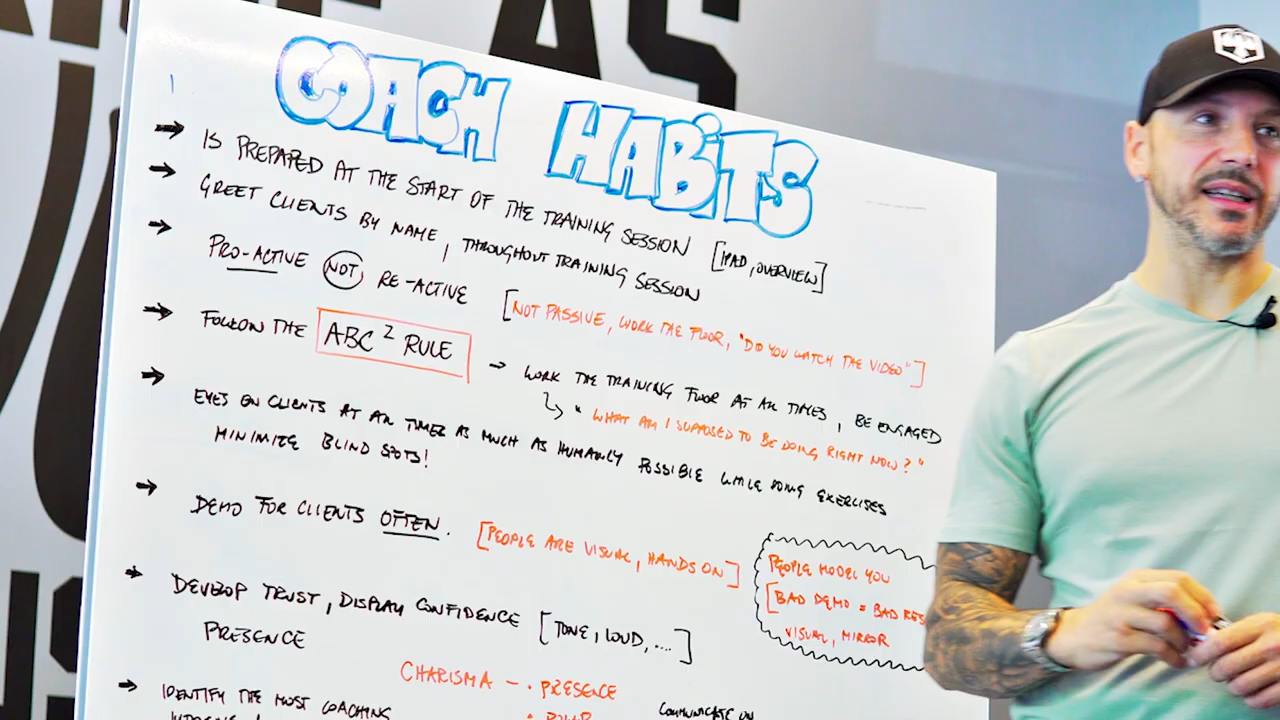 COACH HABITS
→ IS PREPARED AT THE START OF THE TRAINING SESSION [IPAD, OVERVIEW]
→ GREET CLIENTS BY NAME, THROUGHOUT TRAINING SESSION
→ PRO-ACTIVE NOT RE-ACTIVE [NOT PASSIVE, WORK THE FLOOR, "DID YOU WATCH THE VIDEO"]
→ FOLLOW THE ABC² RULE → WORK THE TRAINING FLOOR AT ALL TIMES, BE ENGAGED
↳ "WHAT AM I SUPPOSED TO BE DOING RIGHT NOW?"
→ EYES ON CLIENTS AT ALL TIMES AS MUCH AS HUMANLY POSSIBLE WHILE DOING EXERCISES
MINIMIZE BLIND SPOTS!
→ DEMO FOR CLIENTS OFTEN. [PEOPLE ARE VISUAL, HANDS ON]
PEOPLE MODEL YOU
[BAD DEMO = BAD
VISUAL, MIRROR
→ DEVELOP TRUST, DISPLAY CONFIDENCE [TONE, LOUD, ....]
PRESENCE
CHARISMA – · PRESENCE
→ IDENTIFY THE MOST COACHING
COMMUNICATE